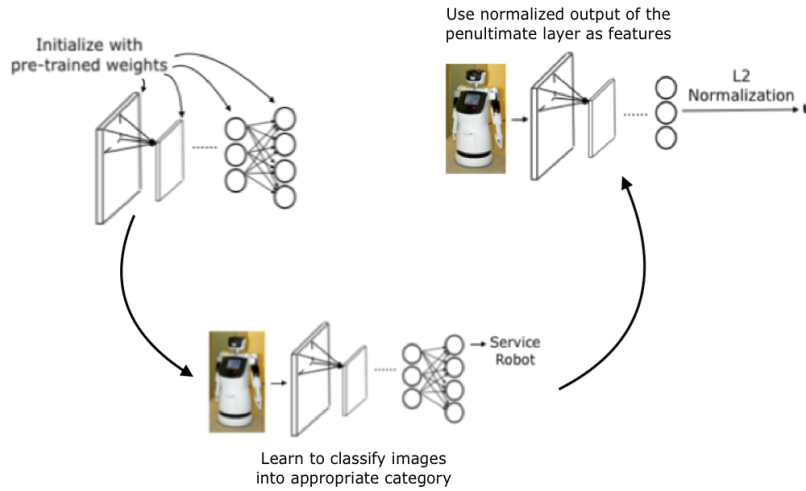 Initialize with
pre-trained weights
Use normalized output of the
penultimate layer as features
L2
Normalization
Service
Robot
Learn to classify images
into appropriate category